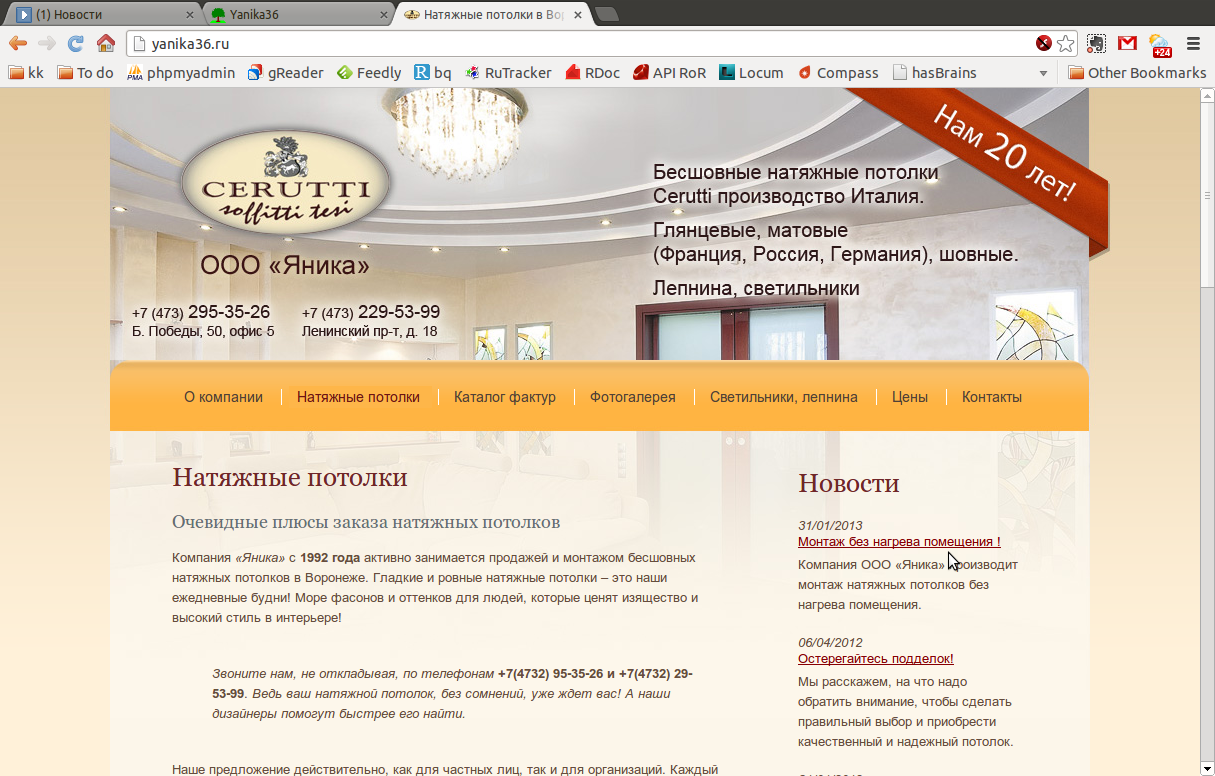 (1) Новости
Yanika36
Натяжные потолки в Вор
yanika36.ru
+24
kk
To do
phpmyadmin
gReader
Feedly
bq
RuTracker
RDoc
API RoR
Locum
Compass
hasBrains
Other Bookmarks
CERUTTI
soffitti tesi
ООО «Яника»
+7 (473) 295-35-26
Б. Победы, 50, офис 5
+7 (473) 229-53-99
Ленинский пр-т, д. 18
Бесшовные натяжные потолки
Cerutti производство Италия.
Глянцевые, матовые
(Франция, Россия, Германия), шовные.
Лепнина, светильники
Нам 20 лет!
О компании
Натяжные потолки
Каталог фактур
Фотогалерея
Светильники, лепнина
Цены
Контакты
Натяжные потолки
Очевидные плюсы заказа натяжных потолков
Компания «Яника» с 1992 года активно занимается продажей и монтажом бесшовных
натяжных потолков в Воронеже. Гладкие и ровные натяжные потолки – это наши
ежедневные будни! Море фасонов и оттенков для людей, которые ценят изящество и
высокий стиль в интерьере!
Звоните нам, не откладывая, по телефонам +7(4732) 95-35-26 и +7(4732) 29-
53-99. Ведь ваш натяжной потолок, без сомнений, уже ждет вас! А наши
дизайнеры помогут быстрее его найти.
Наше предложение действительно, как для частных лиц, так и для организаций. Каждый
Новости
31/01/2013
Монтаж без нагрева помещения !
Компания ООО «Яника» производит
монтаж натяжных потолков без
нагрева помещения.
06/04/2012
Остерегайтесь подделок!
Мы расскажем, на что надо
обратить внимание, чтобы сделать
правильный выбор и приобрести
качественный и надежный потолок.